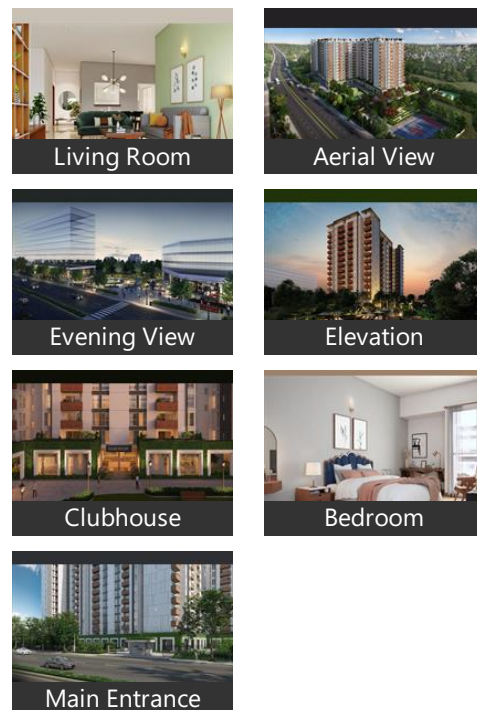 Living Room
Aerial View
Evening View
Elevation
Clubhouse
Bedroom
Main Entrance